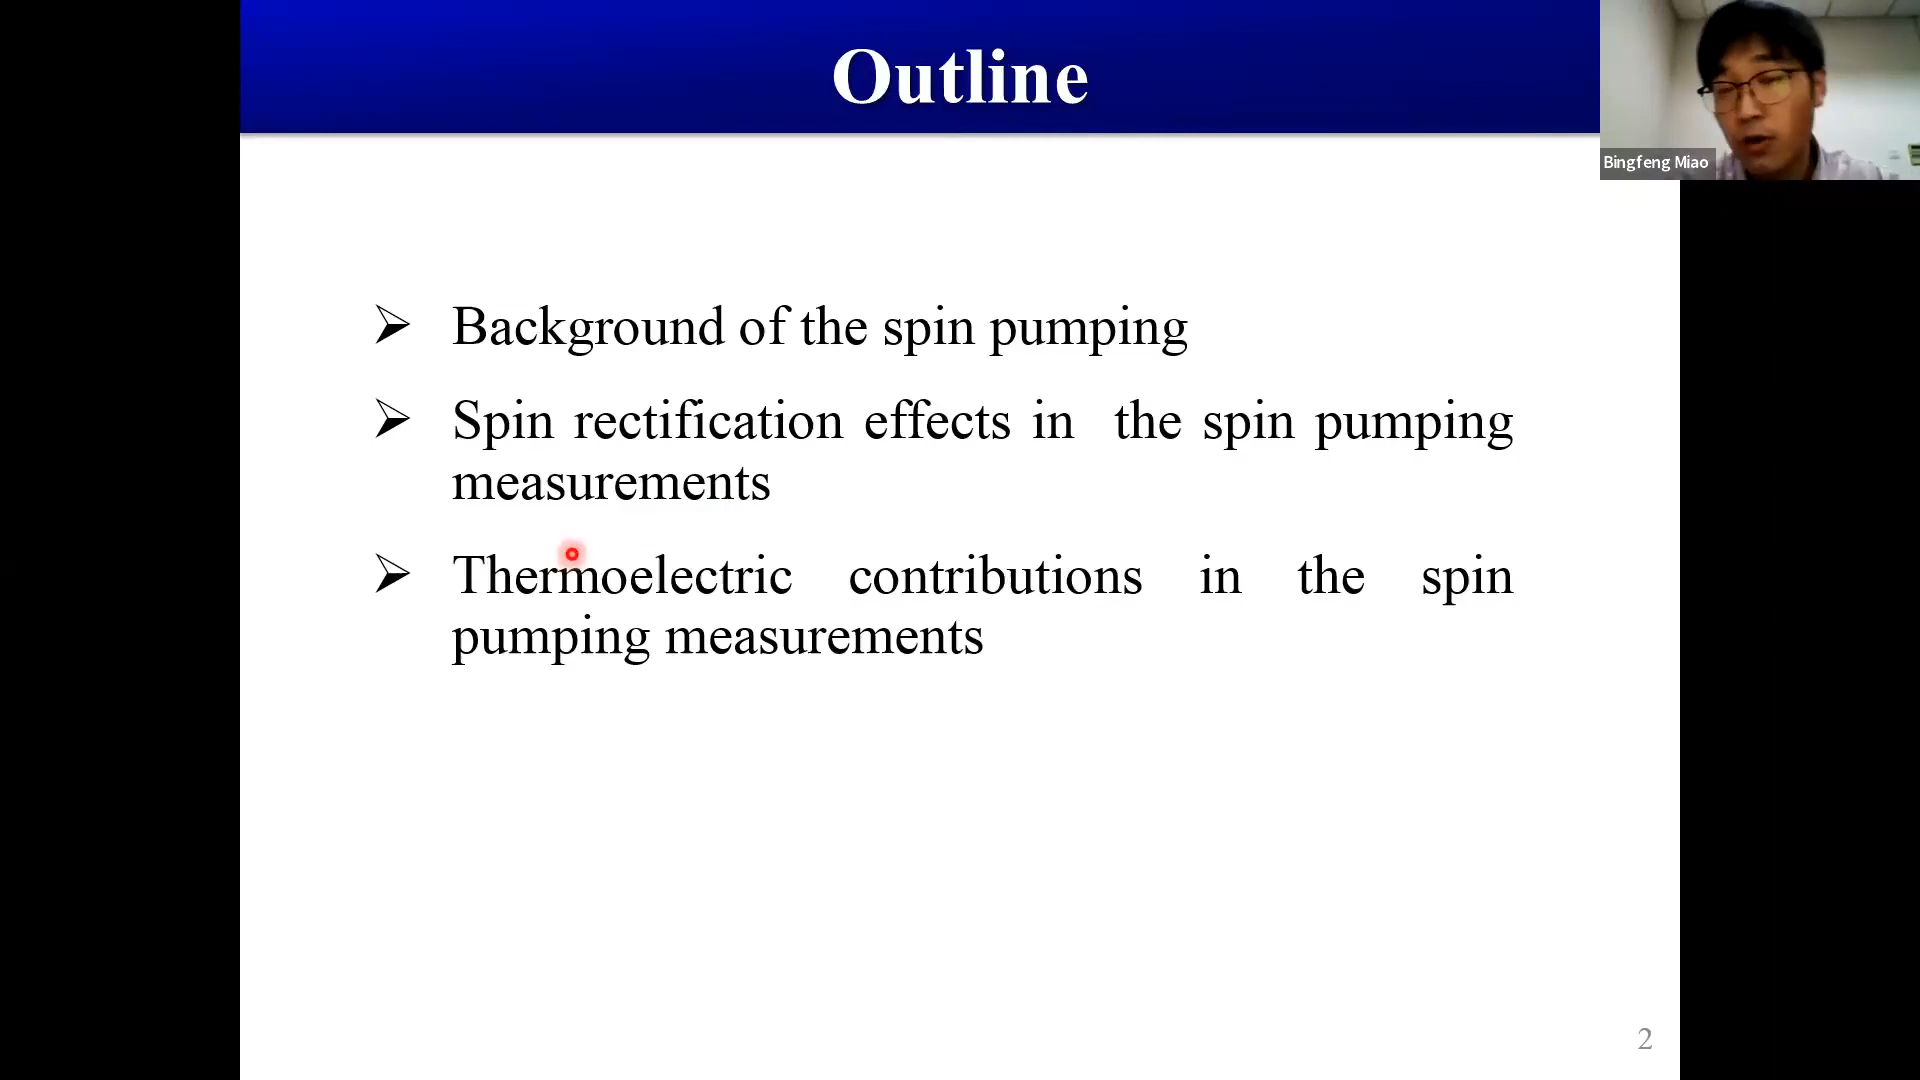 Outline
Bingfeng Miao
Background of the spin pumping
Spin rectification effects in the spin pumping
measurements
Thermoelectric contributions in the spin
pumping measurements
2